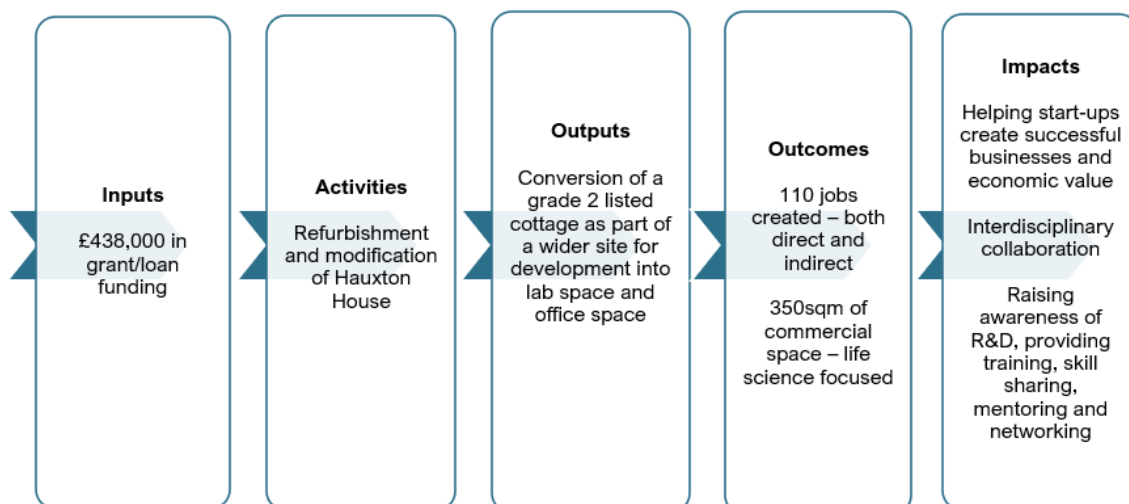 Inputs
£438,000 in
grant/loan
funding
Activities
Refurbishment
and modification
of Hauxton
House
Outputs
Conversion of a
grade 2 listed
cottage as part of
a wider site for
development into
lab space and
office space
Outcomes
110 jobs
created – both
direct and
indirect
350sqm of
commercial
space – life
science focused
Impacts
Helping start-ups
create successful
businesses and
economic value
Interdisciplinary
collaboration
Raising
awareness of
R&D, providing
training, skill
sharing,
mentoring and
networking